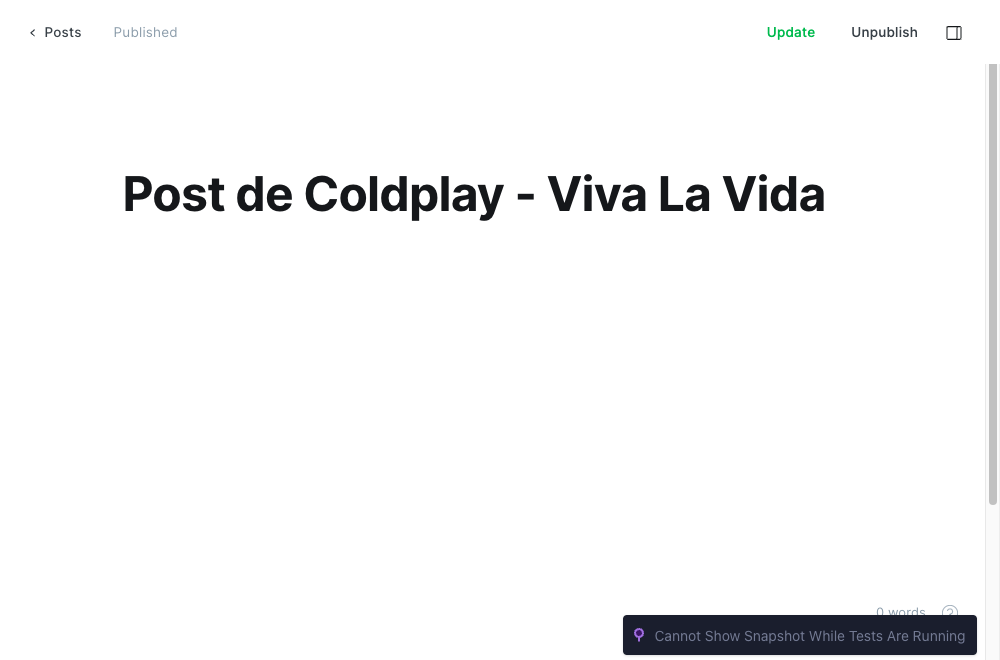 Posts Published Update Unpublish
Post de Coldplay - Viva La Vida
0 words ?
Cannot Show Snapshot While Tests Are Running